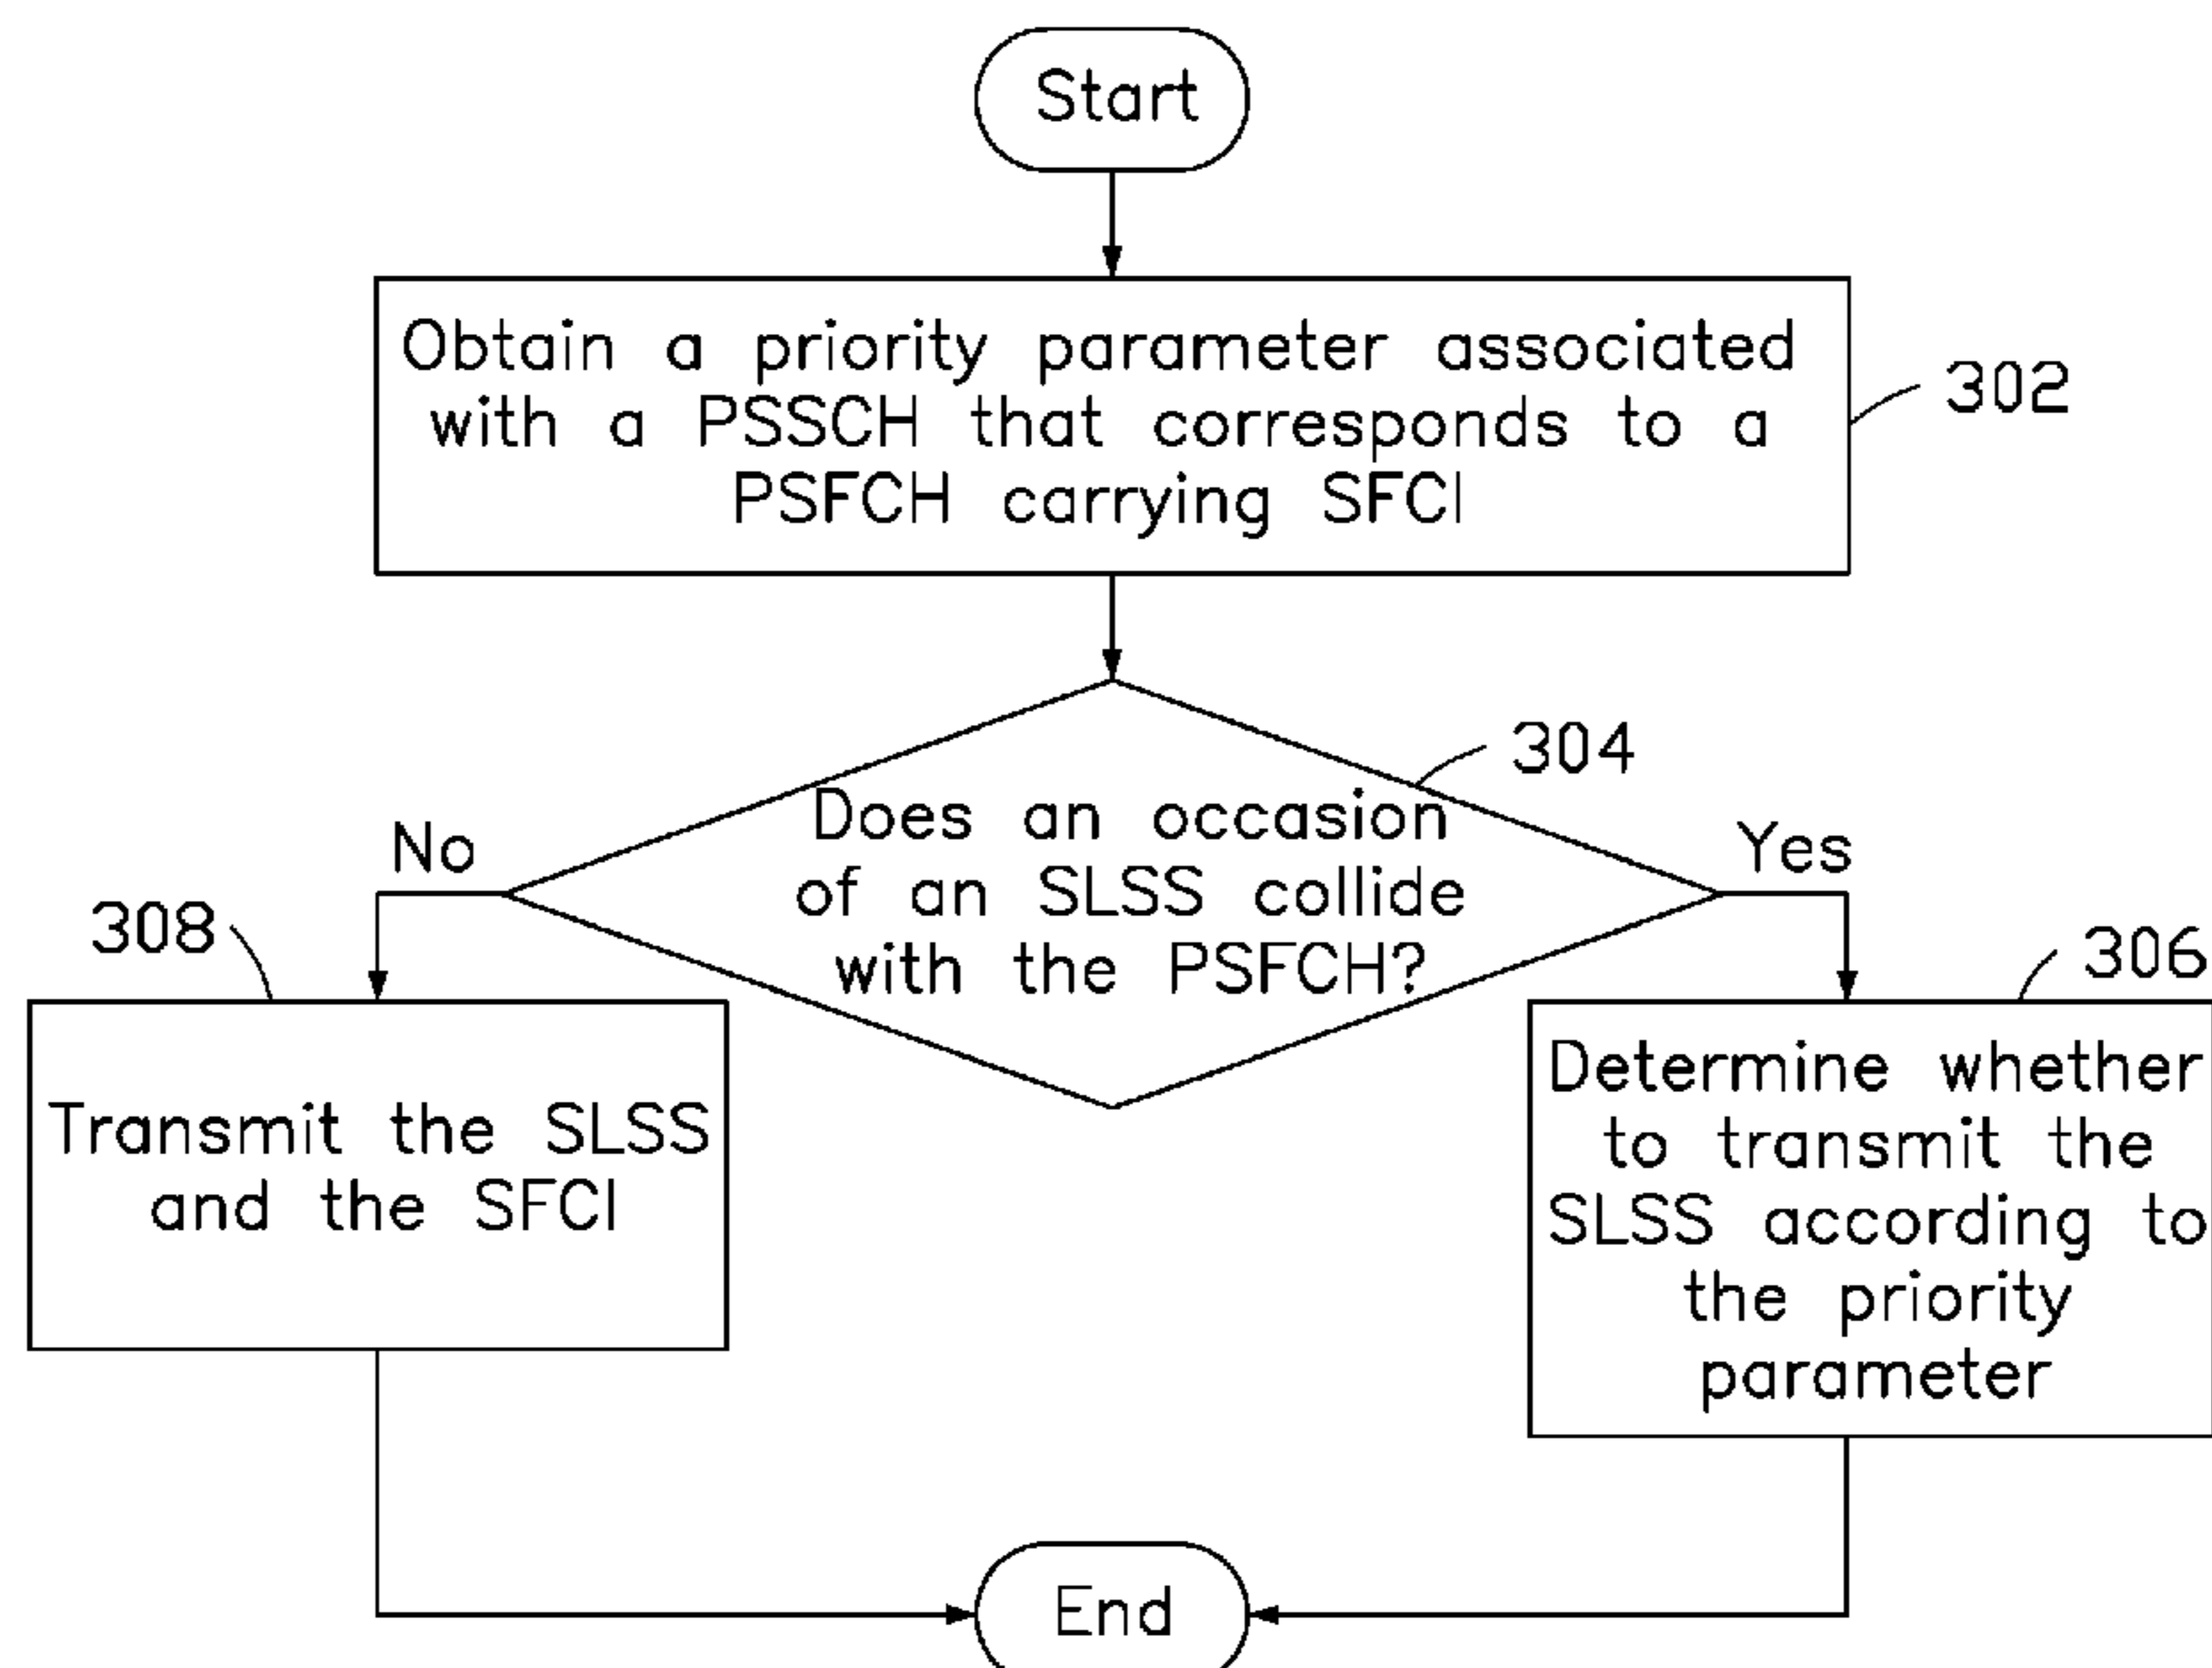 Start
Obtain a priority parameter associated
with a PSSCH that corresponds to a
PSFCH carrying SFCI
302
304
Does an occasion
of an SLSS collide
with the PSFCH?
No
Yes
308
306
Transmit the SLSS
and the SFCI
Determine whether
to transmit the
SLSS according to
the priority
parameter
End